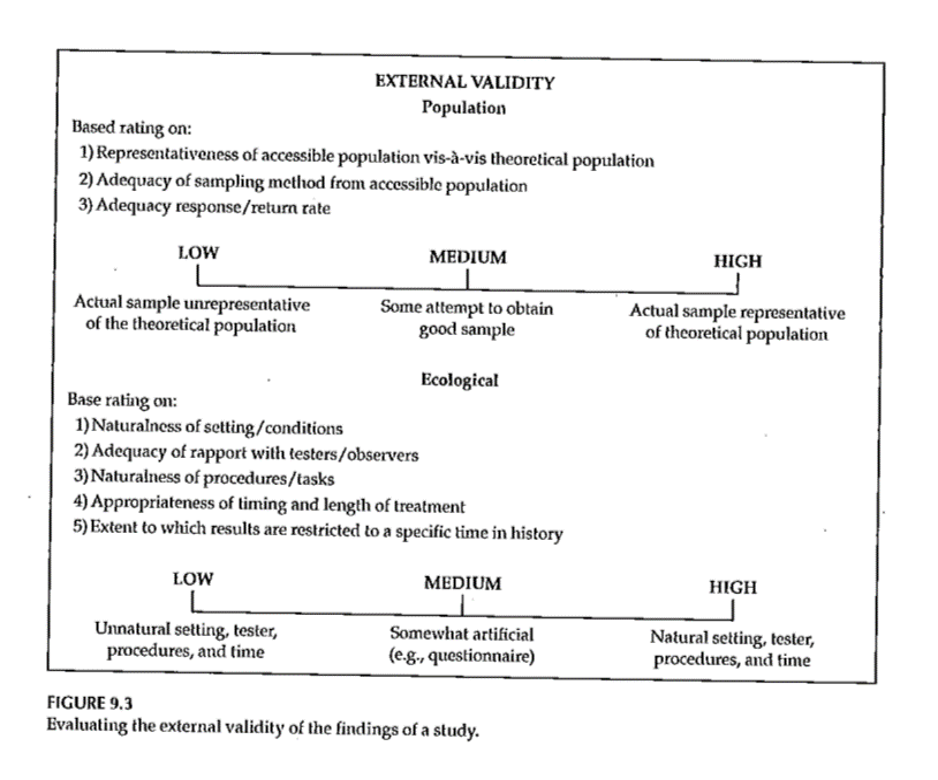 EXTERNAL VALIDITY
Population
Based rating on:
1) Representativeness of accessible population vis-à-vis theoretical population
2) Adequacy of sampling method from accessible population
3) Adequacy response/return rate
LOW MEDIUM HIGH
Actual sample unrepresentative Some attempt to obtain Actual sample representative
of the theoretical population good sample of theoretical population
Ecological
Base rating on:
1) Naturalness of setting/conditions
2) Adequacy of rapport with testers/observers
3) Naturalness of procedures/tasks
4) Appropriateness of timing and length of treatment
5) Extent to which results are restricted to a specific time in history
LOW MEDIUM HIGH
Unnatural setting, tester, Somewhat artificial Natural setting, tester,
procedures, and time (e.g., questionnaire) procedures, and time
FIGURE 9.3
Evaluating the external validity of the findings of a study.